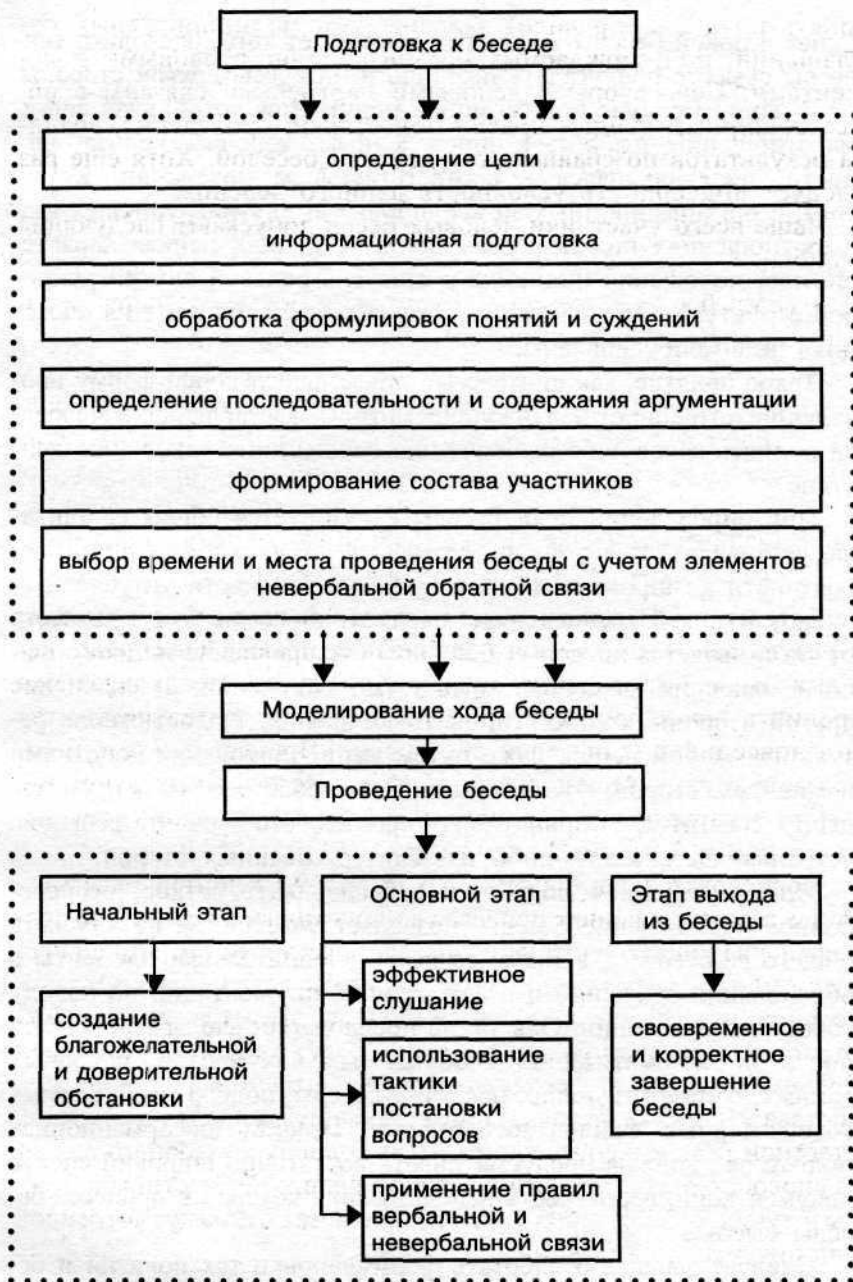 Подготовка к беседе
определение цели
информационная подготовка
обработка формулировок понятий и суждений
определение последовательности и содержания аргументации
формирование состава участников
выбор времени и места проведения беседы с учетом элементов
невербальной обратной связи
Моделирование хода беседы
Проведение беседы
Начальный этап
создание
благожелательной
и доверительной
обстановки
Основной этап
эффективное
слушание
использование
тактики
постановки
вопросов
применение правил
вербальной и
невербальной связи
Этап выхода
из беседы
своевременное
и корректное
завершение
беседы